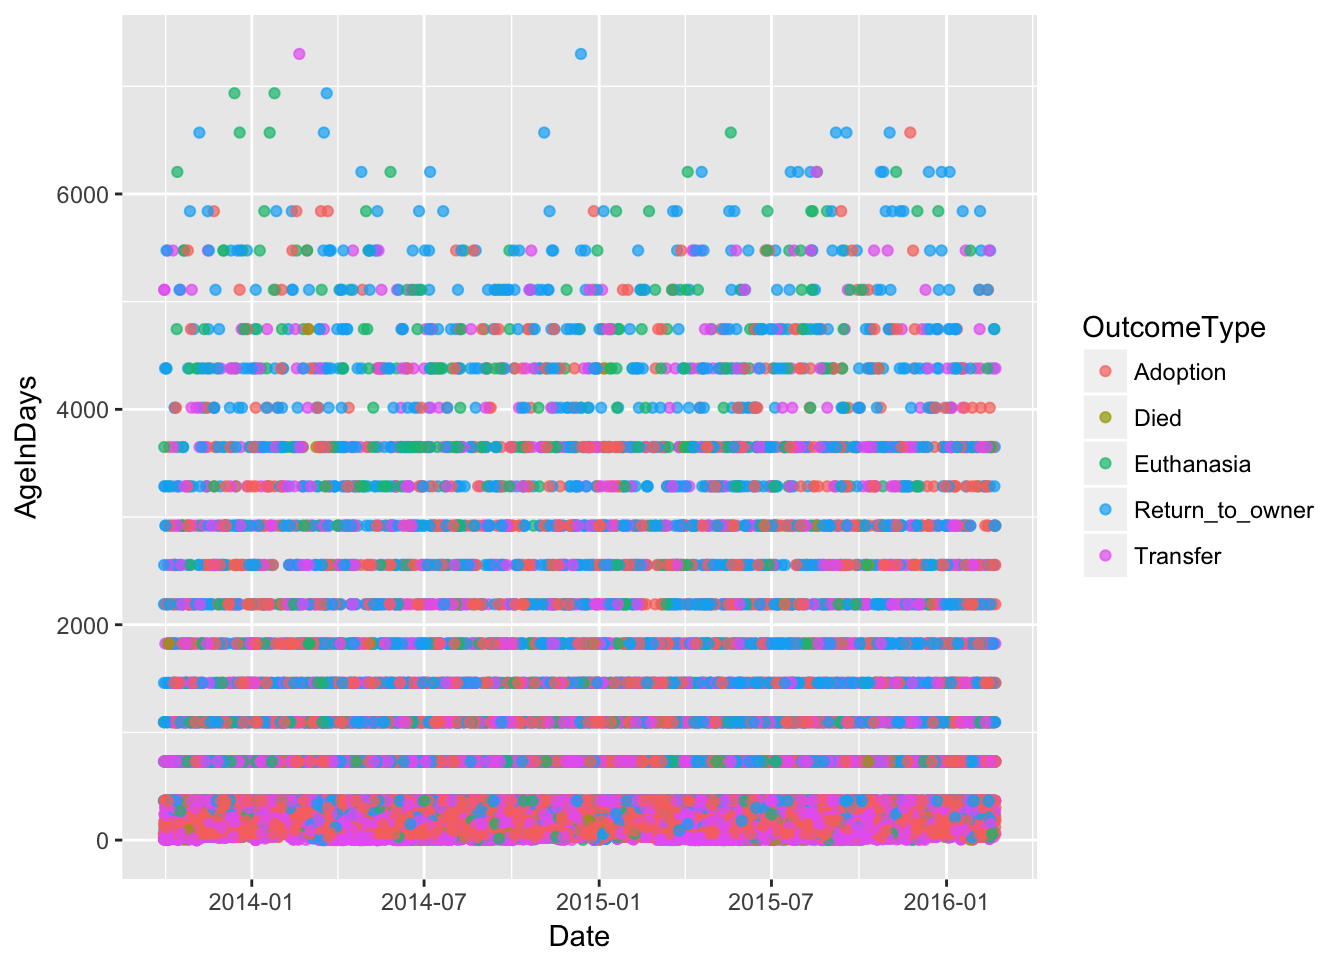 6000
4000
2000
0
AgeInDays
2014-01
2014-07
2015-01
2015-07
2016-01
Date
OutcomeType
Adoption
Died
Euthanasia
Return_to_owner
Transfer